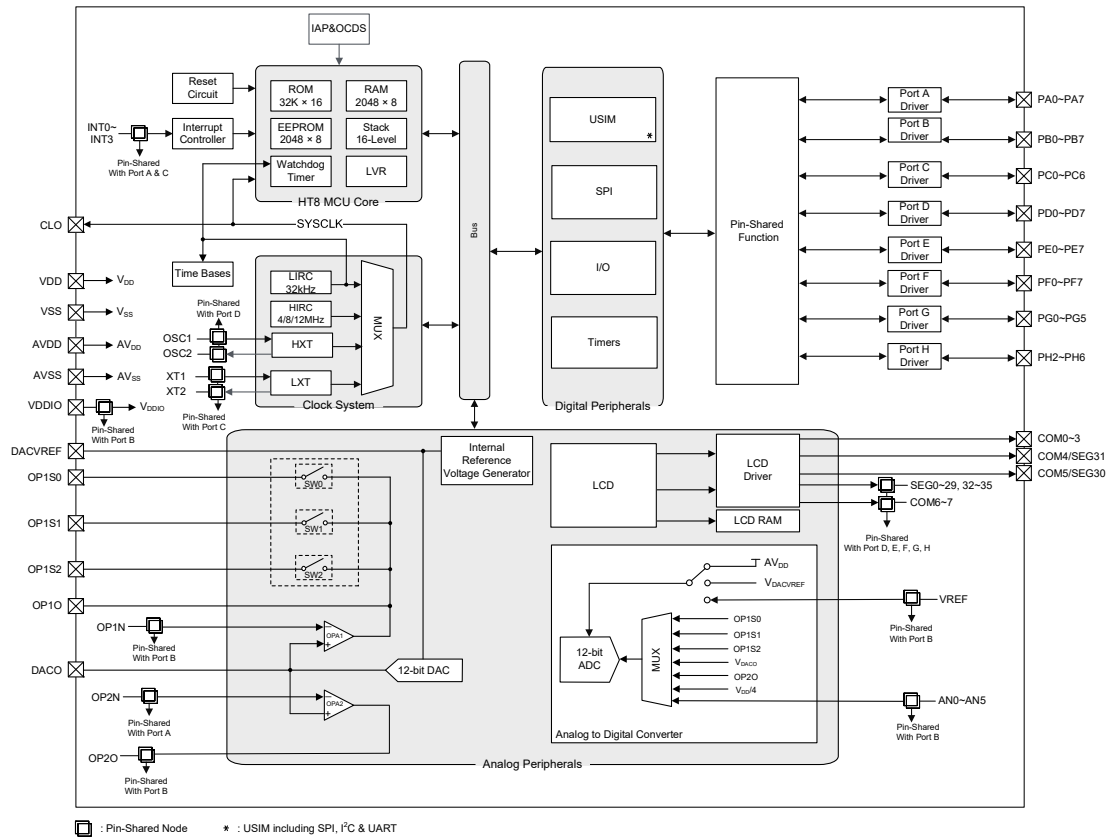 IAP&OCDS
Reset
Circuit
ROM
32K × 16
RAM
2048 × 8
INT0~
INT3
Interrupt
Controller
EEPROM
2048 × 8
Stack
16-Level
Pin-Shared
With Port A & C
Watchdog
Timer
LVR
HT8 MCU Core
CLO
SYSCLK
Time Bases
LIRC
32kHz
HIRC
4/8/12MHz
HXT
LXT
MUX
Clock System
VDD
VDD
VSS
VSS
AVDD
AVDD
AVSS
AVSS
VDDIO
VDDIO
Pin-Shared
With Port B
Pin-Shared
With Port D
OSC1
OSC2
XT1
XT2
Pin-Shared
With Port C
Bus
USIM
*
SPI
I/O
Timers
Digital Peripherals
Pin-Shared
Function
Port A
Driver
PA0~PA7
Port B
Driver
PB0~PB7
Port C
Driver
PC0~PC6
Port D
Driver
PD0~PD7
Port E
Driver
PE0~PE7
Port F
Driver
PF0~PF7
Port G
Driver
PG0~PG5
Port H
Driver
PH2~PH6
DACVREF
Internal
Reference
Voltage Generator
OP1S0
SW0
OP1S1
SW1
OP1S2
SW2
OP1O
OP1N
Pin-Shared
With Port B
OPA1
DACO
12-bit DAC
OP2N
Pin-Shared
With Port A
OPA2
OP2O
Pin-Shared
With Port B
LCD
LCD
Driver
LCD RAM
COM0~3
COM4/SEG31
COM5/SEG30
SEG0~29, 32~35
COM6~7
Pin-Shared
With Port D, E, F, G, H
AVDD
VDACVREF
VREF
Pin-Shared
With Port B
12-bit
ADC
MUX
OP1S0
OP1S1
OP1S2
VDACO
OP2O
VDD/4
AN0~AN5
Pin-Shared
With Port B
Analog to Digital Converter
Analog Peripherals
: Pin-Shared Node
* : USIM including SPI, I²C & UART